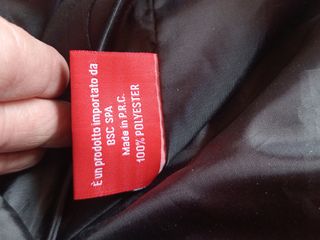 È un prodotto importato da
BSC SPA
Made in P.R.C.
100% POLYESTER